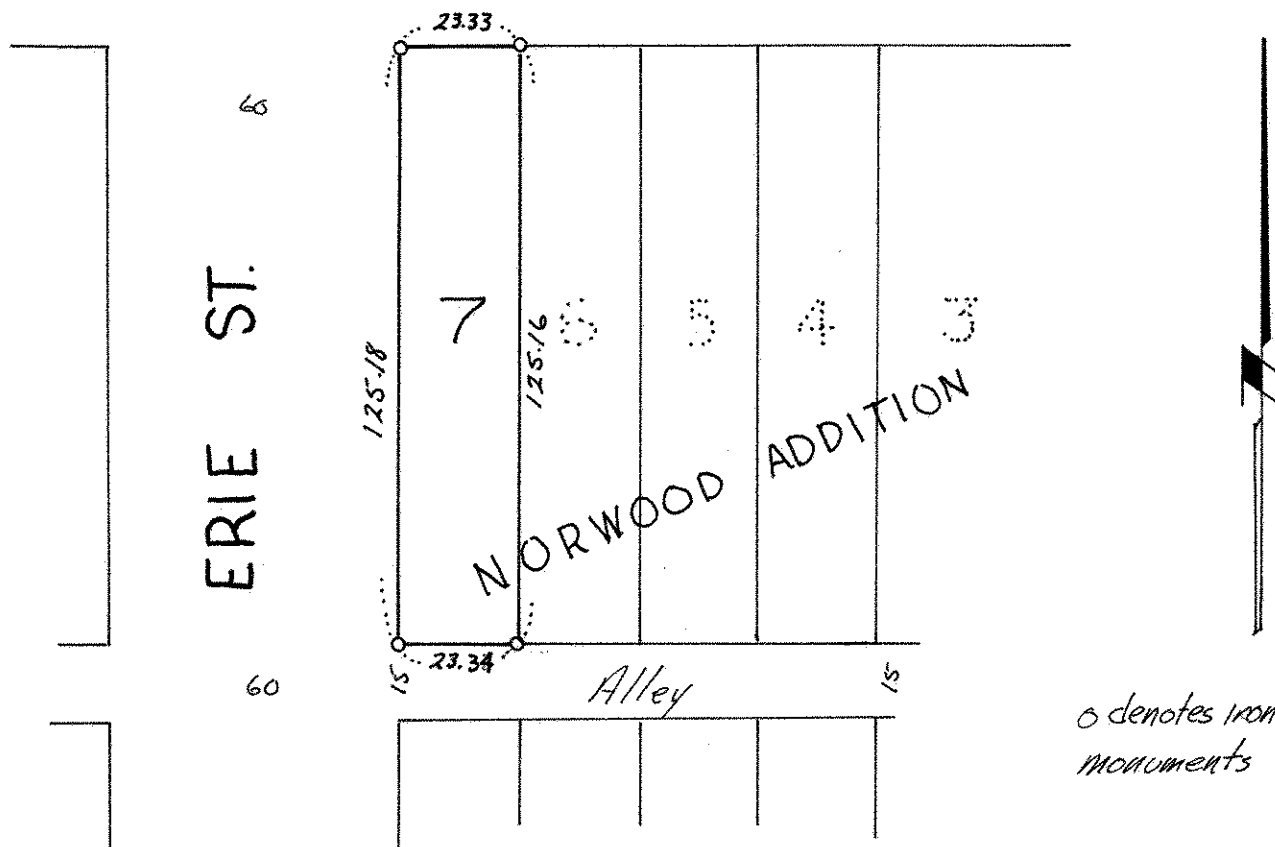 23.33
60
ERIE ST.
7 6 5 4 3
125.18
125.16
NORWOOD ADDITION
23.34
60
15
Alley
15
o denotes iron
monuments